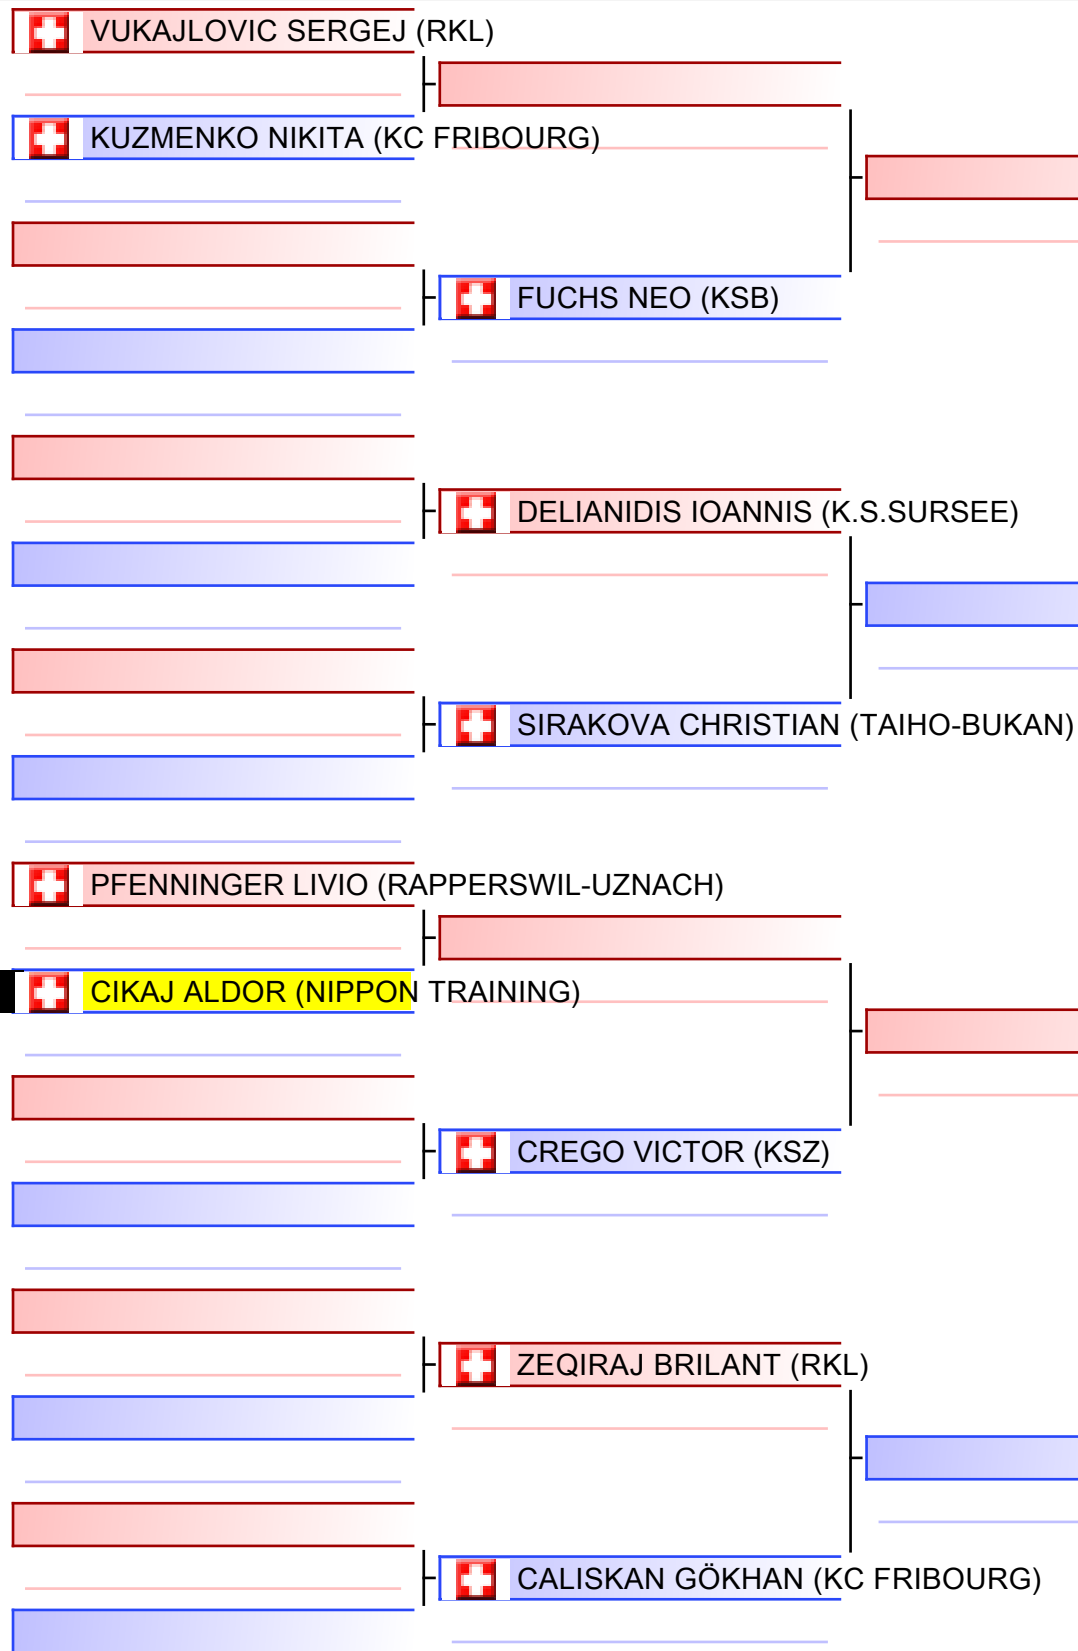 VUKAJLOVIC SERGEJ (RKL)
KUZMENKO NIKITA (KC FRIBOURG)
FUCHS NEO (KSB)
DELIANIDIS IOANNIS (K.S.SURSEE)
SIRAKOVA CHRISTIAN (TAIHO-BUKAN)
PFENNINGER LIVIO (RAPPERSWIL-UZNACH)
CIKAJ ALDOR (NIPPON TRAINING)
CREGO VICTOR (KSZ)
ZEQIRAJ BRILANT (RKL)
CALISKAN GÖKHAN (KC FRIBOURG)